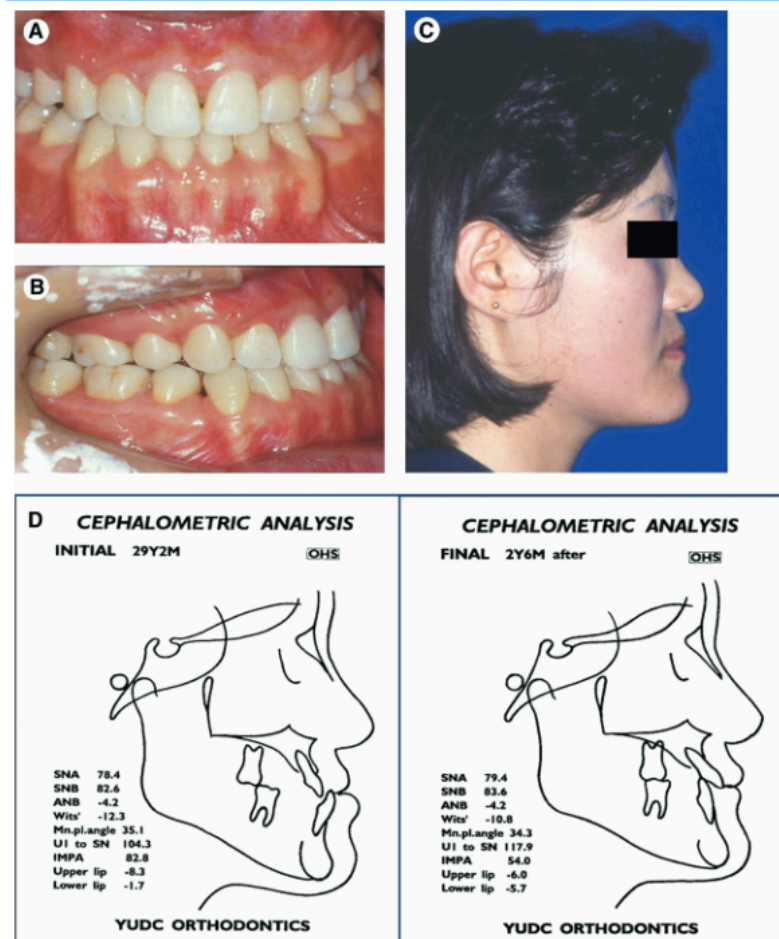 A
C
B
D
CEPHALOMETRIC ANALYSIS
INITIAL 29Y2M
OHS
SNA 78.4
SNB 82.6
ANB -4.2
Wits' -12.3
Mn.pl.angle 35.1
U1 to SN 104.3
IMPA 82.8
Upper lip -8.3
Lower lip -1.7
YUDC ORTHODONTICS
CEPHALOMETRIC ANALYSIS
FINAL 2Y6M after
OHS
SNA 79.4
SNB 83.6
ANB -4.2
Wits' -10.8
Mn.pl.angle 34.3
U1 to SN 117.9
IMPA 54.0
Upper lip -6.0
Lower lip -5.7
YUDC ORTHODONTICS